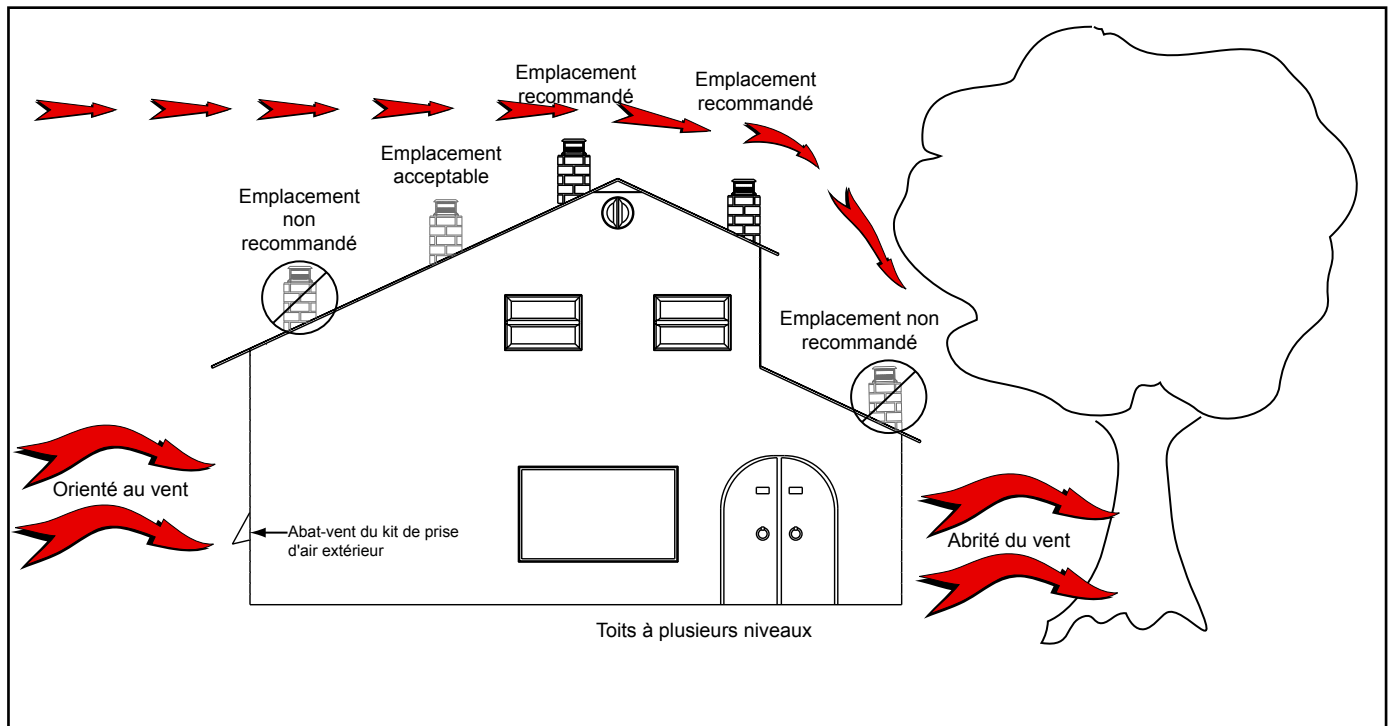 Emplacement
recommandé
Emplacement
recommandé
Emplacement
acceptable
Emplacement
non
recommandé
Emplacement non
recommandé
Orienté au vent
Abat-vent du kit de prise
d'air extérieur
Abrité du vent
Toits à plusieurs niveaux